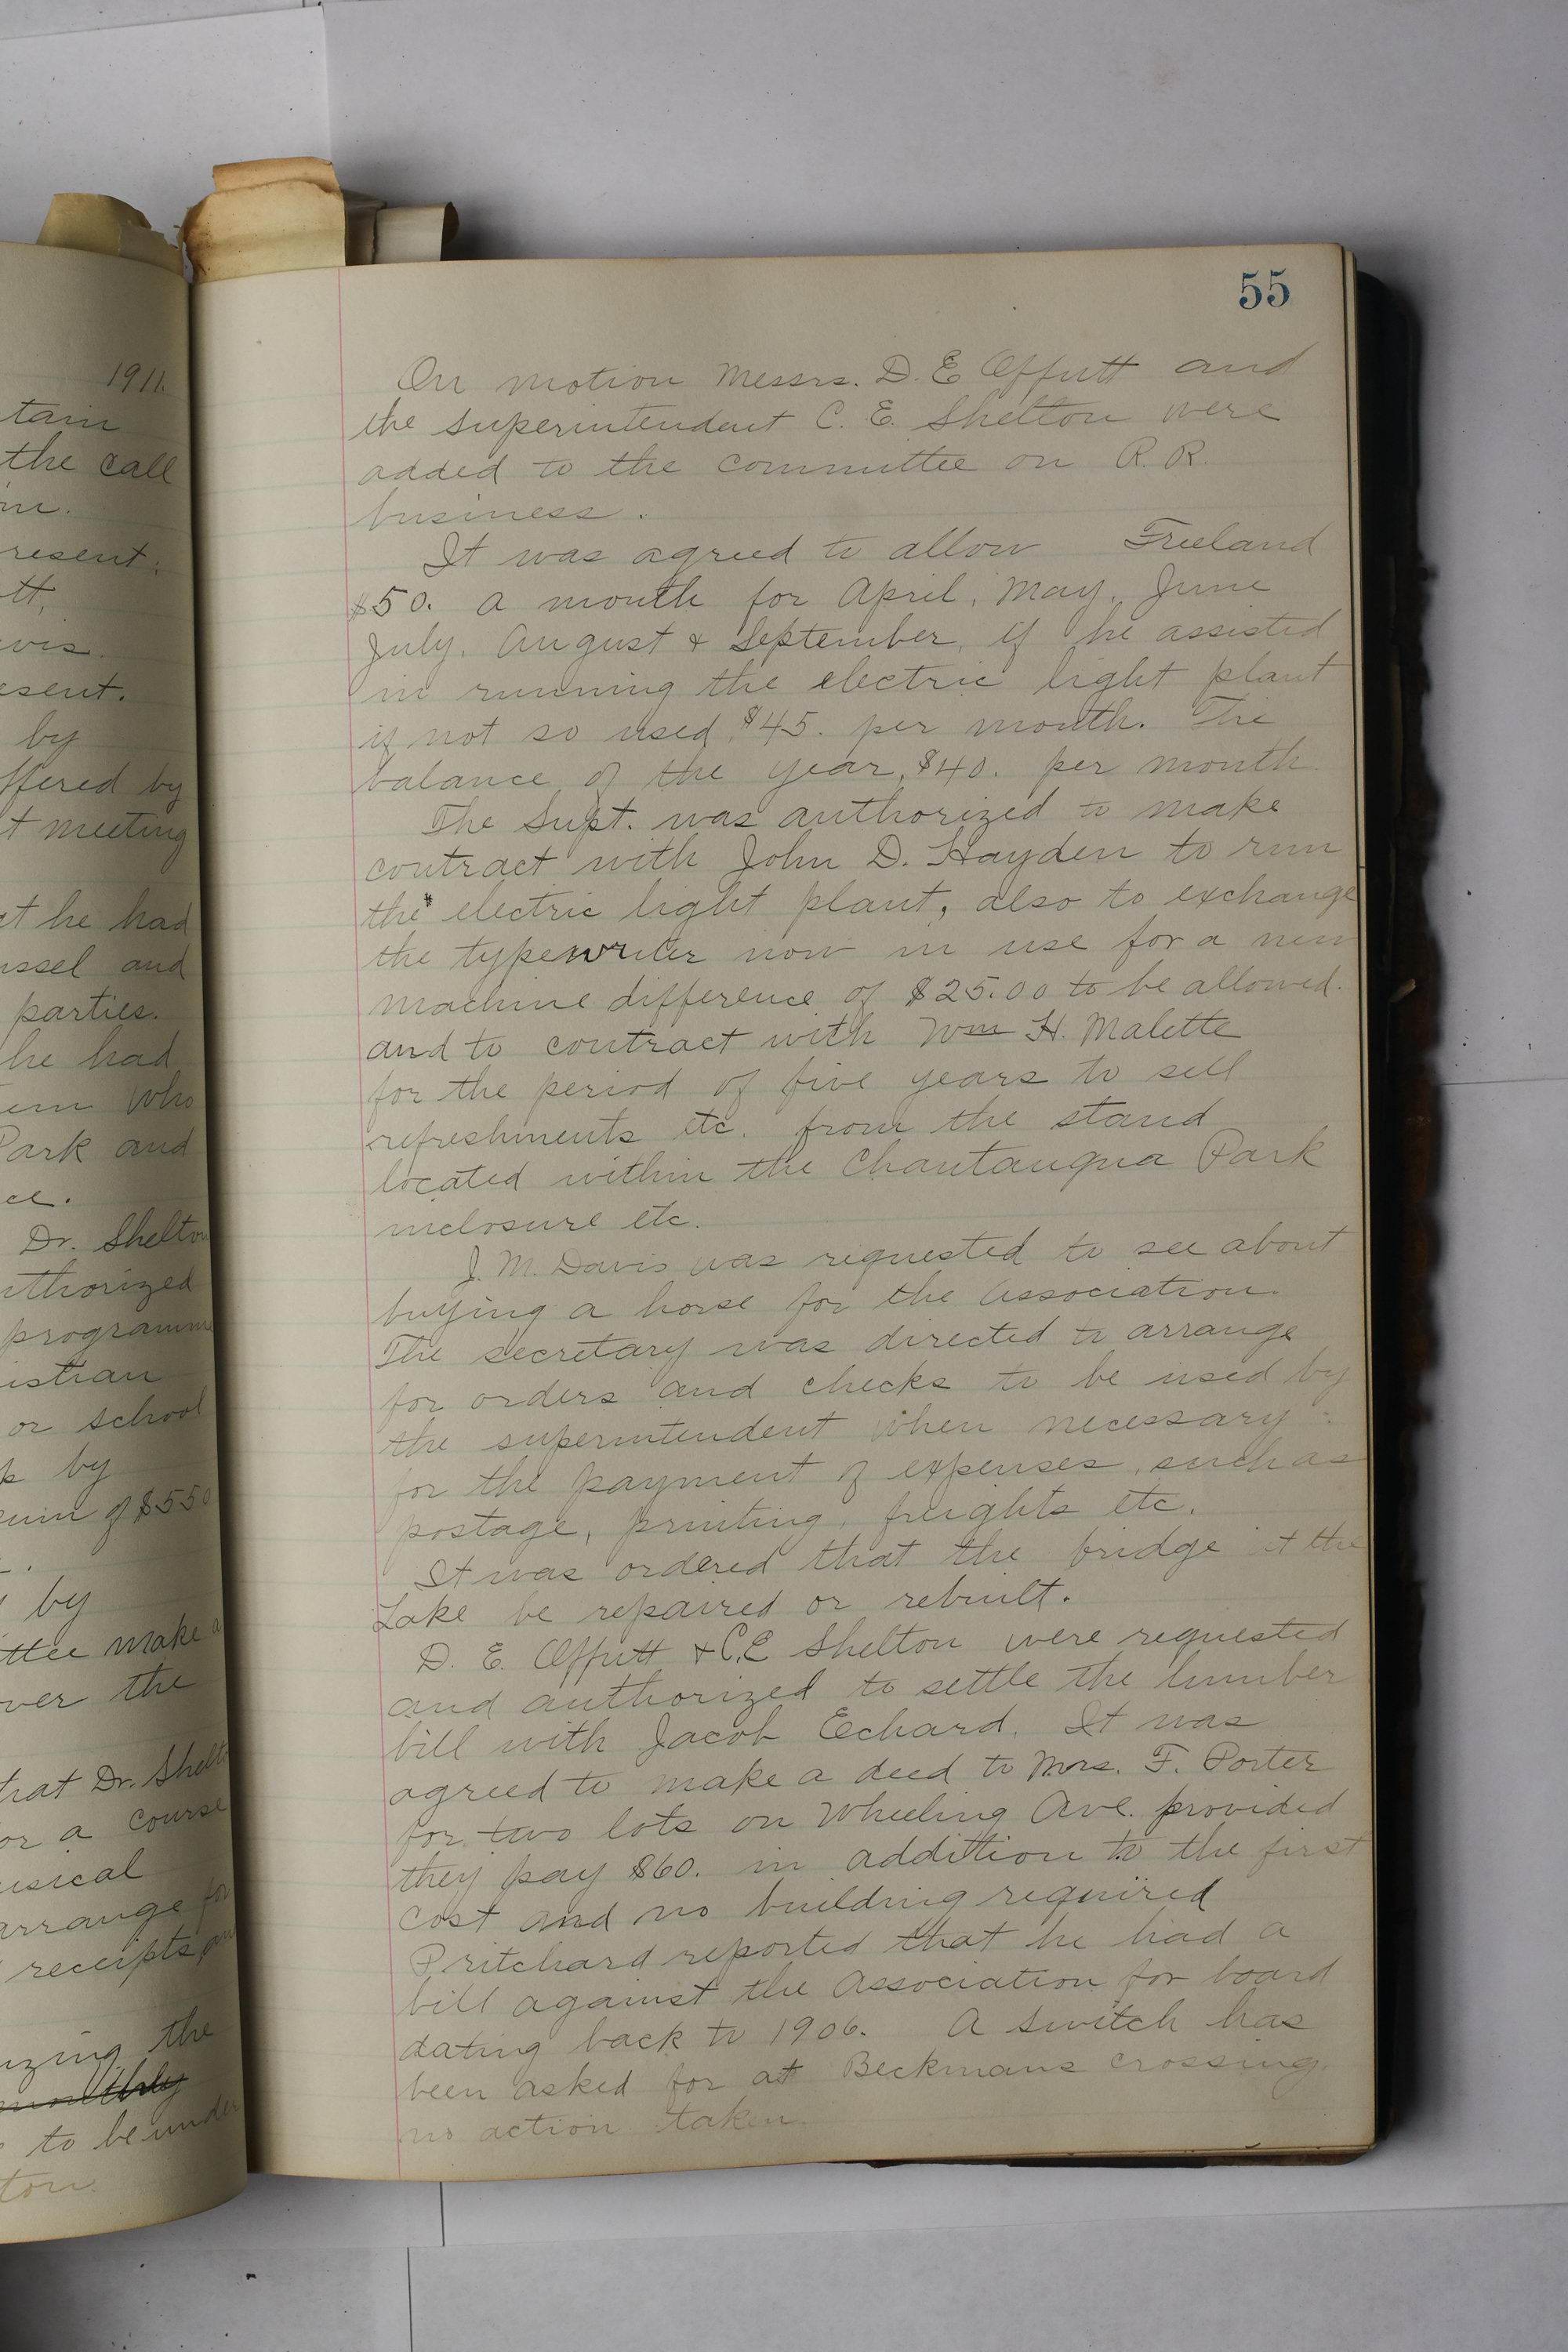 1911.
tain
the call
resent.
tt,
vis.
esent.
by
ffered by
t meeting
ct he had
ussel and
parties.
he had
em who
Park and
ce.
Dr. Shelton
uthorized
programme
istian
or school
by
sum of $550
by
ttee make a
over the
that Dr. Shelt
or a course
usical
arrange for
receipts an
izing the
monthly
to be under
ton.
55
On motion Messrs. D. E Offutt and
the superintendent C. E. Shelton were
added to the committee on R. R.
business.
It was agreed to allow Freeland
$50. a month for April, May, June
July, August & September, if he assisted
in running the electric light plant
if not so used, $45. per month. The
balance of the year, $40. per month.
The Supt. was authorized to make
contract with John D. Hayden to run
the electric light plant, also to exchange
the typewriter now in use for a new
machine difference of $25.00 to be allowed.
and to contract with Wm H. Malette
for the period of five years to sell
refreshments etc. from the stand
located within the Chautauqua Park
inclosure etc.
J. M. Davis was requested to see about
buying a horse for the Association.
The secretary was directed to arrange
for orders and checks to be used by
the superintendent when necessary
for the payment of expenses, such as
postage, printing, freights etc.
It was ordered that the bridge at the
Lake be repaired or rebuilt.
D. E. Offutt & C. E Shelton were requested
and authorized to settle the lumber
bill with Jacob Echard. It was
agreed to make a deed to Mrs. F. Porter
for two lots on Wheeling Ave. provided
they pay $60. in addittion to the first
cost and no building required
Pritchard reported that he had a
bill against the Association for board
dating back to 1906. A switch has
been asked for at Beckmans crossing.
no action taken.